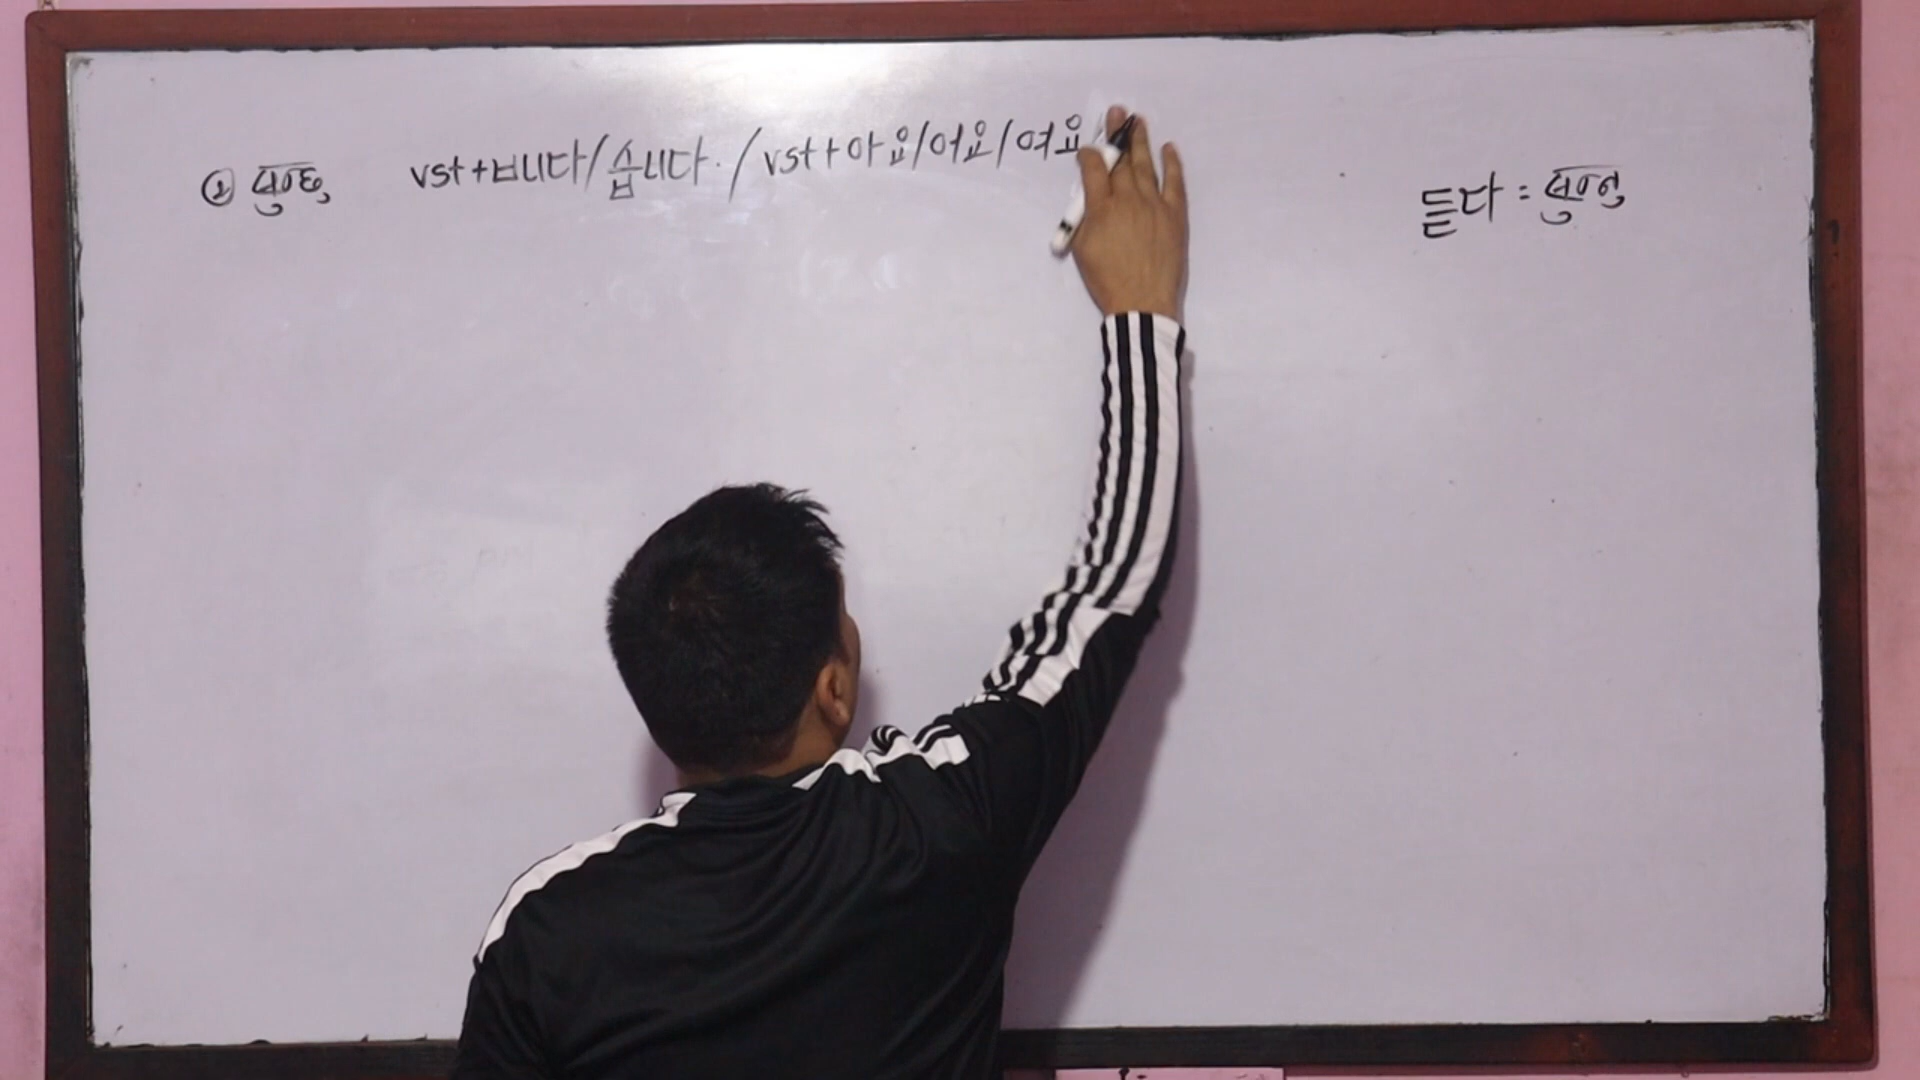 ① सुन्छु vst+ㅂ니다/습니다. / vst+아요/어요/여요
듣다 : सुन्नु